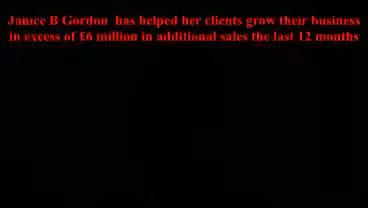 Janice B Gordon  has helped her clients grow their business
in excess of £6 million in additional sales the last 12 months